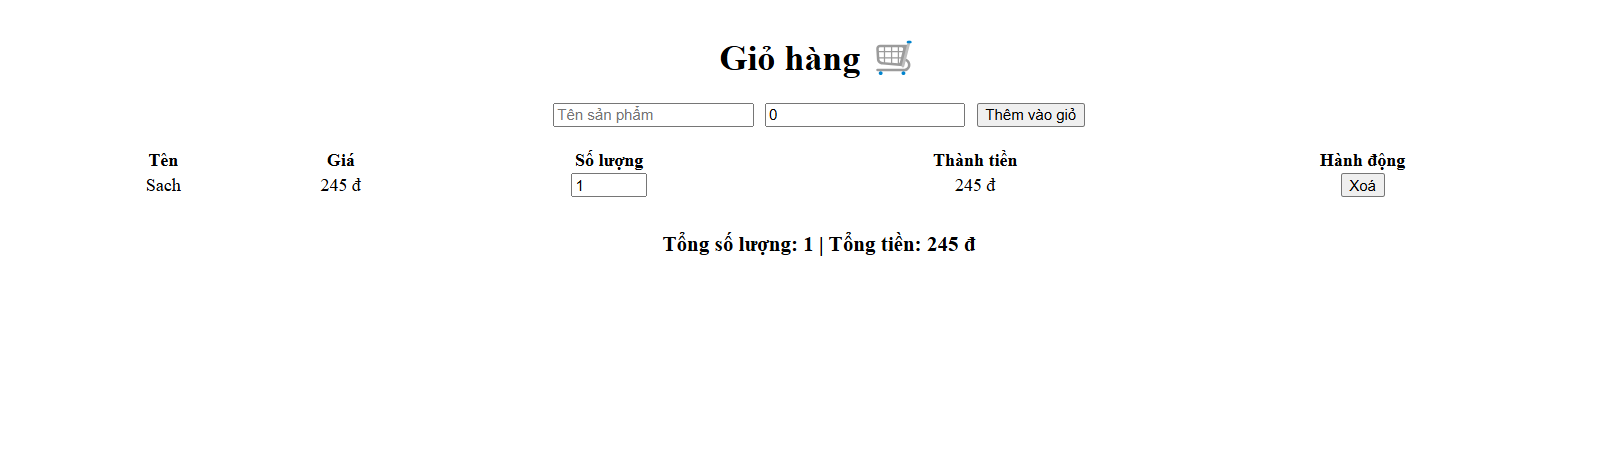 Giỏ hàng 🛒
Tên sản phẩm 0 Thêm vào giỏ
Tên Giá Số lượng Thành tiền Hành động
Sach 245 đ 1 245 đ Xoá
Tổng số lượng: 1 | Tổng tiền: 245 đ